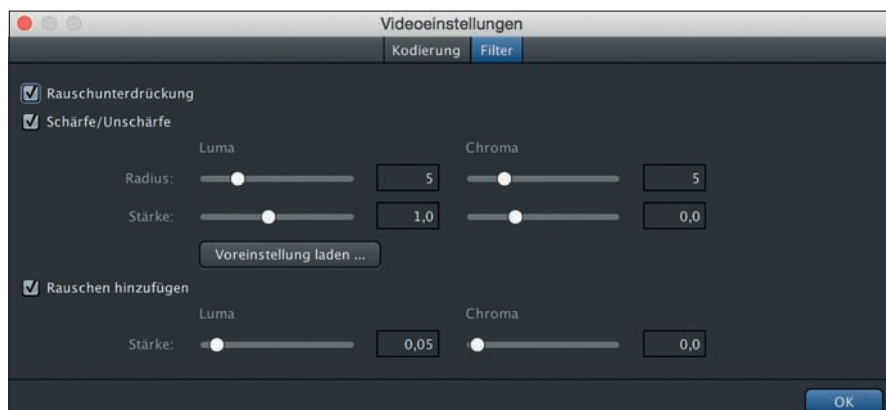 Videoeinstellungen
Kodierung Filter
Rauschunterdrückung
Schärfe/Unschärfe
Luma Chroma
Radius: 5 5
Stärke: 1,0 0,0
Voreinstellung laden ...
Rauschen hinzufügen
Luma Chroma
Stärke: 0,05 0,0
OK